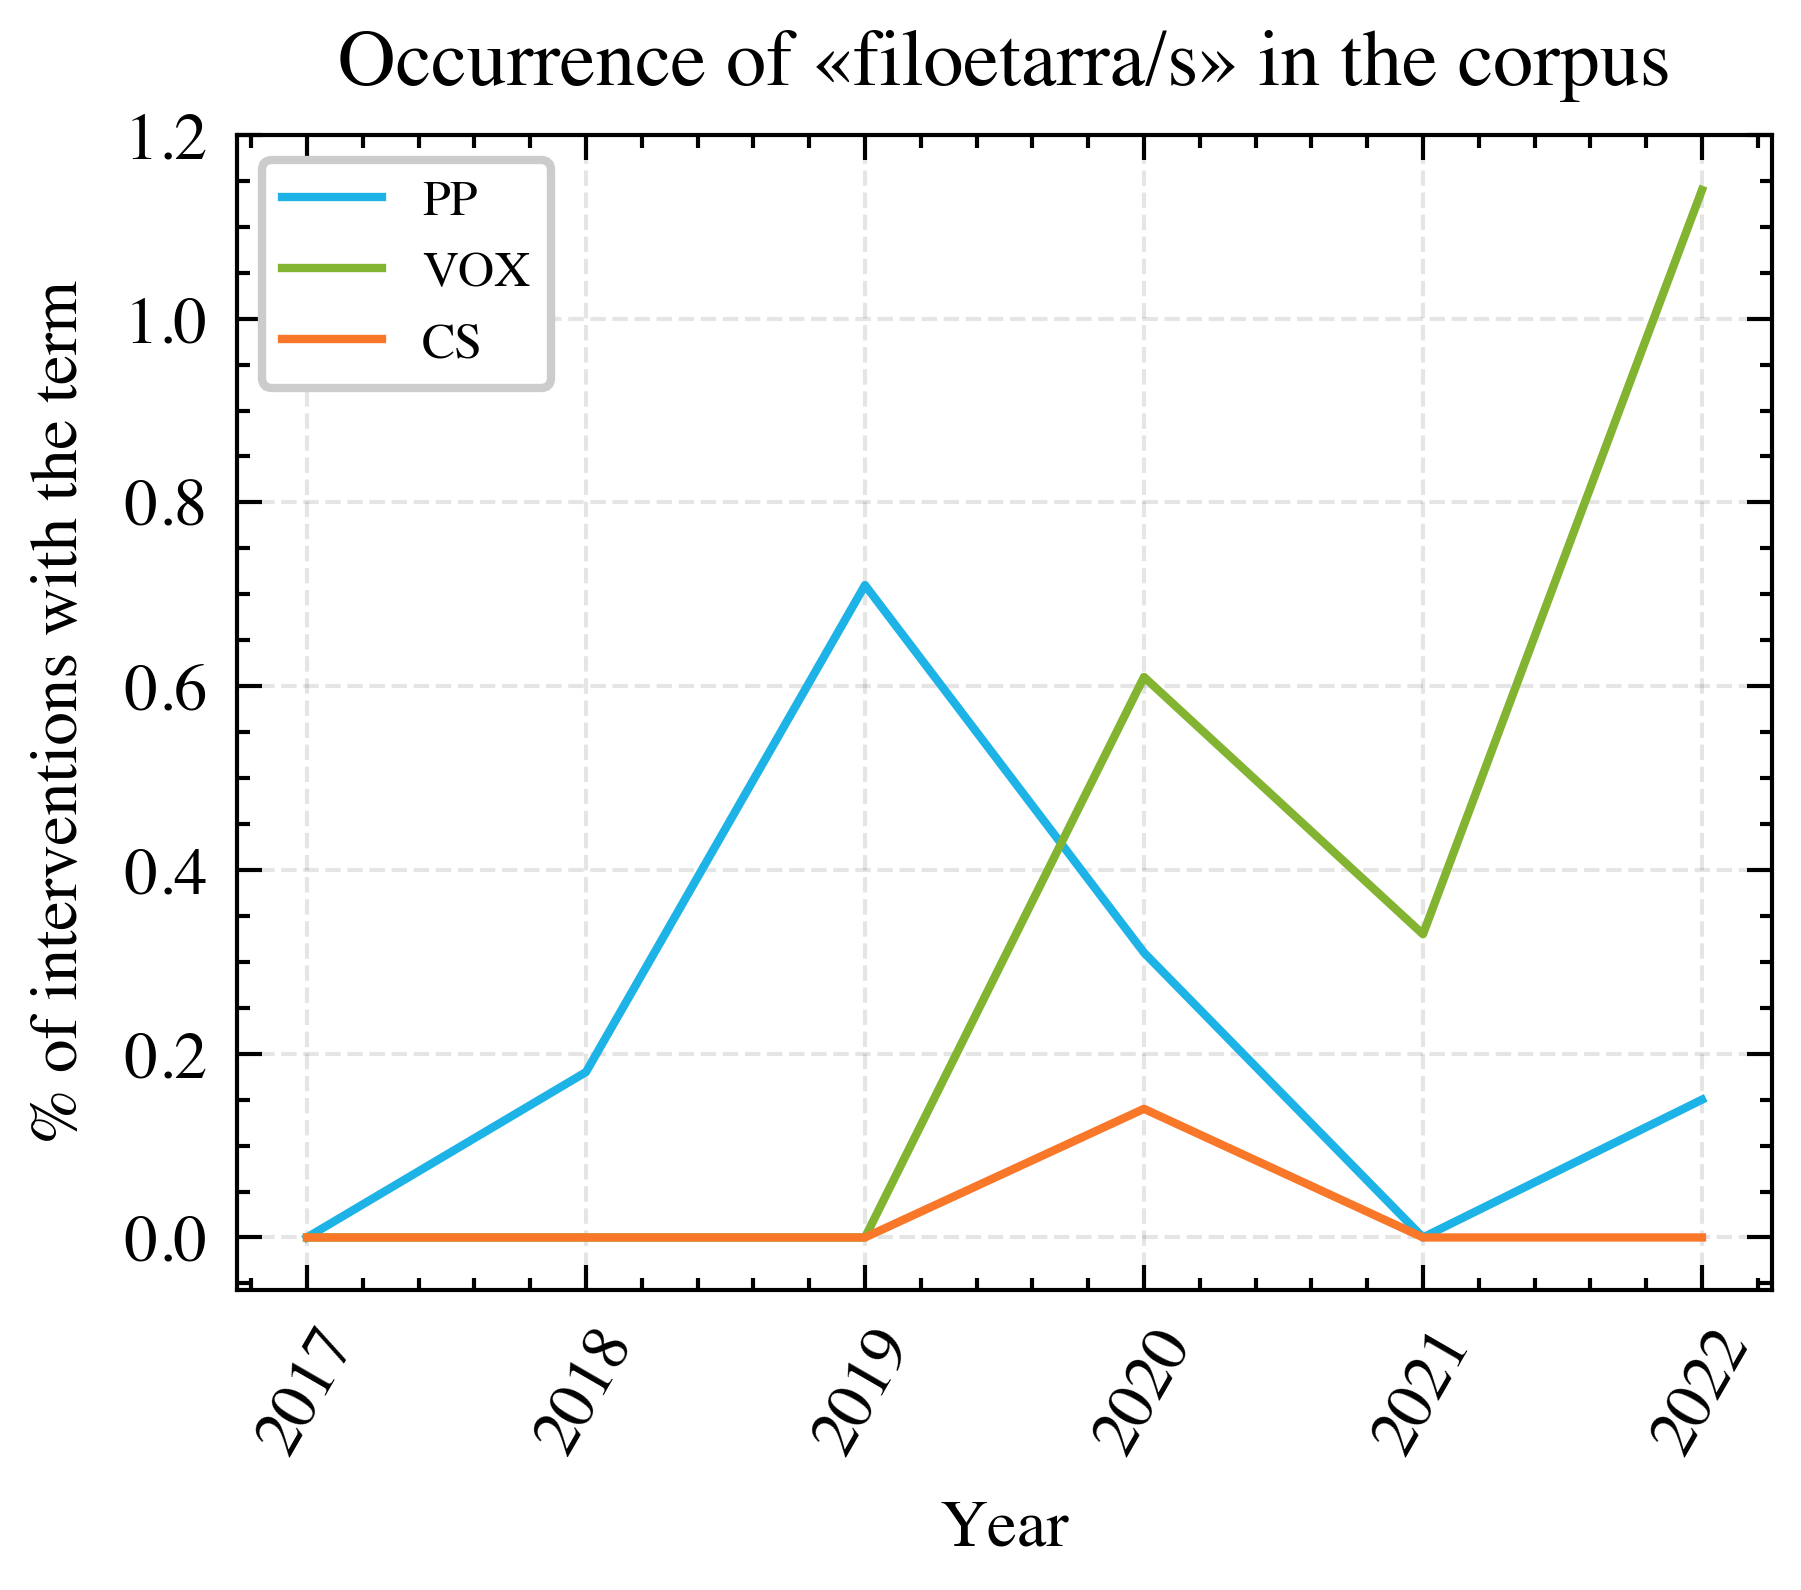 Occurrence of «filoetarra/s» in the corpus
% of interventions with the term
1.2
1.0
0.8
0.6
0.4
0.2
0.0
PP
VOX
CS
2017
2018
2019
2020
2021
2022
Year